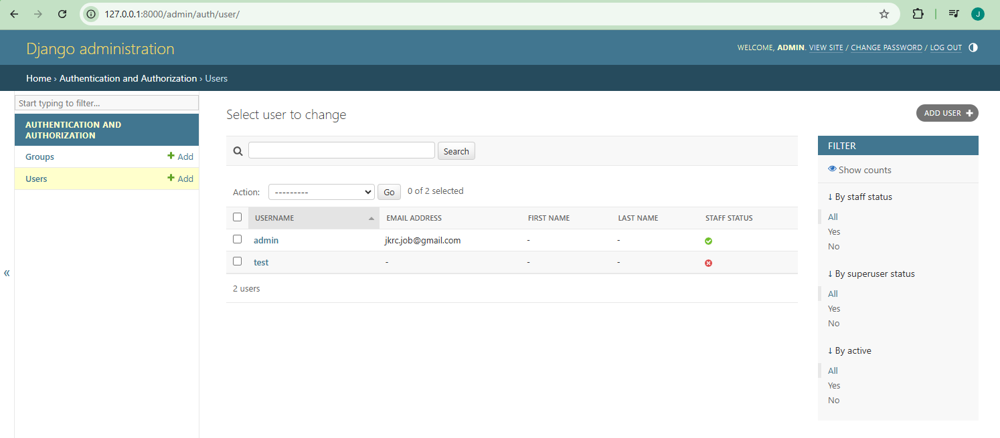 127.0.0.1:8000/admin/auth/user/
J
Django administration
WELCOME, ADMIN. VIEW SITE / CHANGE PASSWORD / LOG OUT
Home › Authentication and Authorization › Users
Start typing to filter...
AUTHENTICATION AND
AUTHORIZATION
Groups + Add
Users + Add
«
Select user to change
ADD USER +
Search
Action: --------- Go 0 of 2 selected
USERNAME EMAIL ADDRESS FIRST NAME LAST NAME STAFF STATUS
admin jkrc.job@gmail.com - -
test - - -
2 users
FILTER
Show counts
↓ By staff status
All
Yes
No
↓ By superuser status
All
Yes
No
↓ By active
All
Yes
No